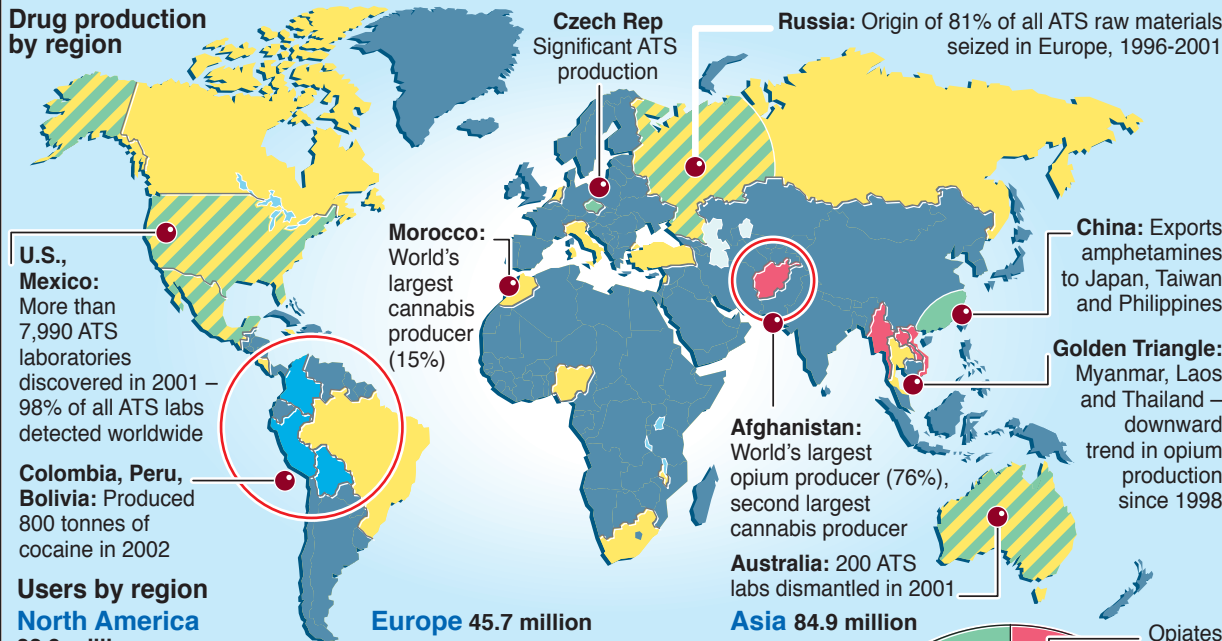 Drug production
by region
Czech Rep
Significant ATS
production
Russia: Origin of 81% of all ATS raw materials
seized in Europe, 1996-2001
U.S.,
Mexico:
More than
7,990 ATS
laboratories
discovered in 2001 –
98% of all ATS labs
detected worldwide
Morocco:
World's
largest
cannabis
producer
(15%)
China: Exports
amphetamines
to Japan, Taiwan
and Philippines
Golden Triangle:
Myanmar, Laos
and Thailand –
downward
trend in opium
production
since 1998
Colombia, Peru,
Bolivia: Produced
800 tonnes of
cocaine in 2002
Afghanistan:
World's largest
opium producer (76%),
second largest
cannabis producer
Australia: 200 ATS
labs dismantled in 2001
Users by region
North America
Europe 45.7 million
Asia 84.9 million
Opiates